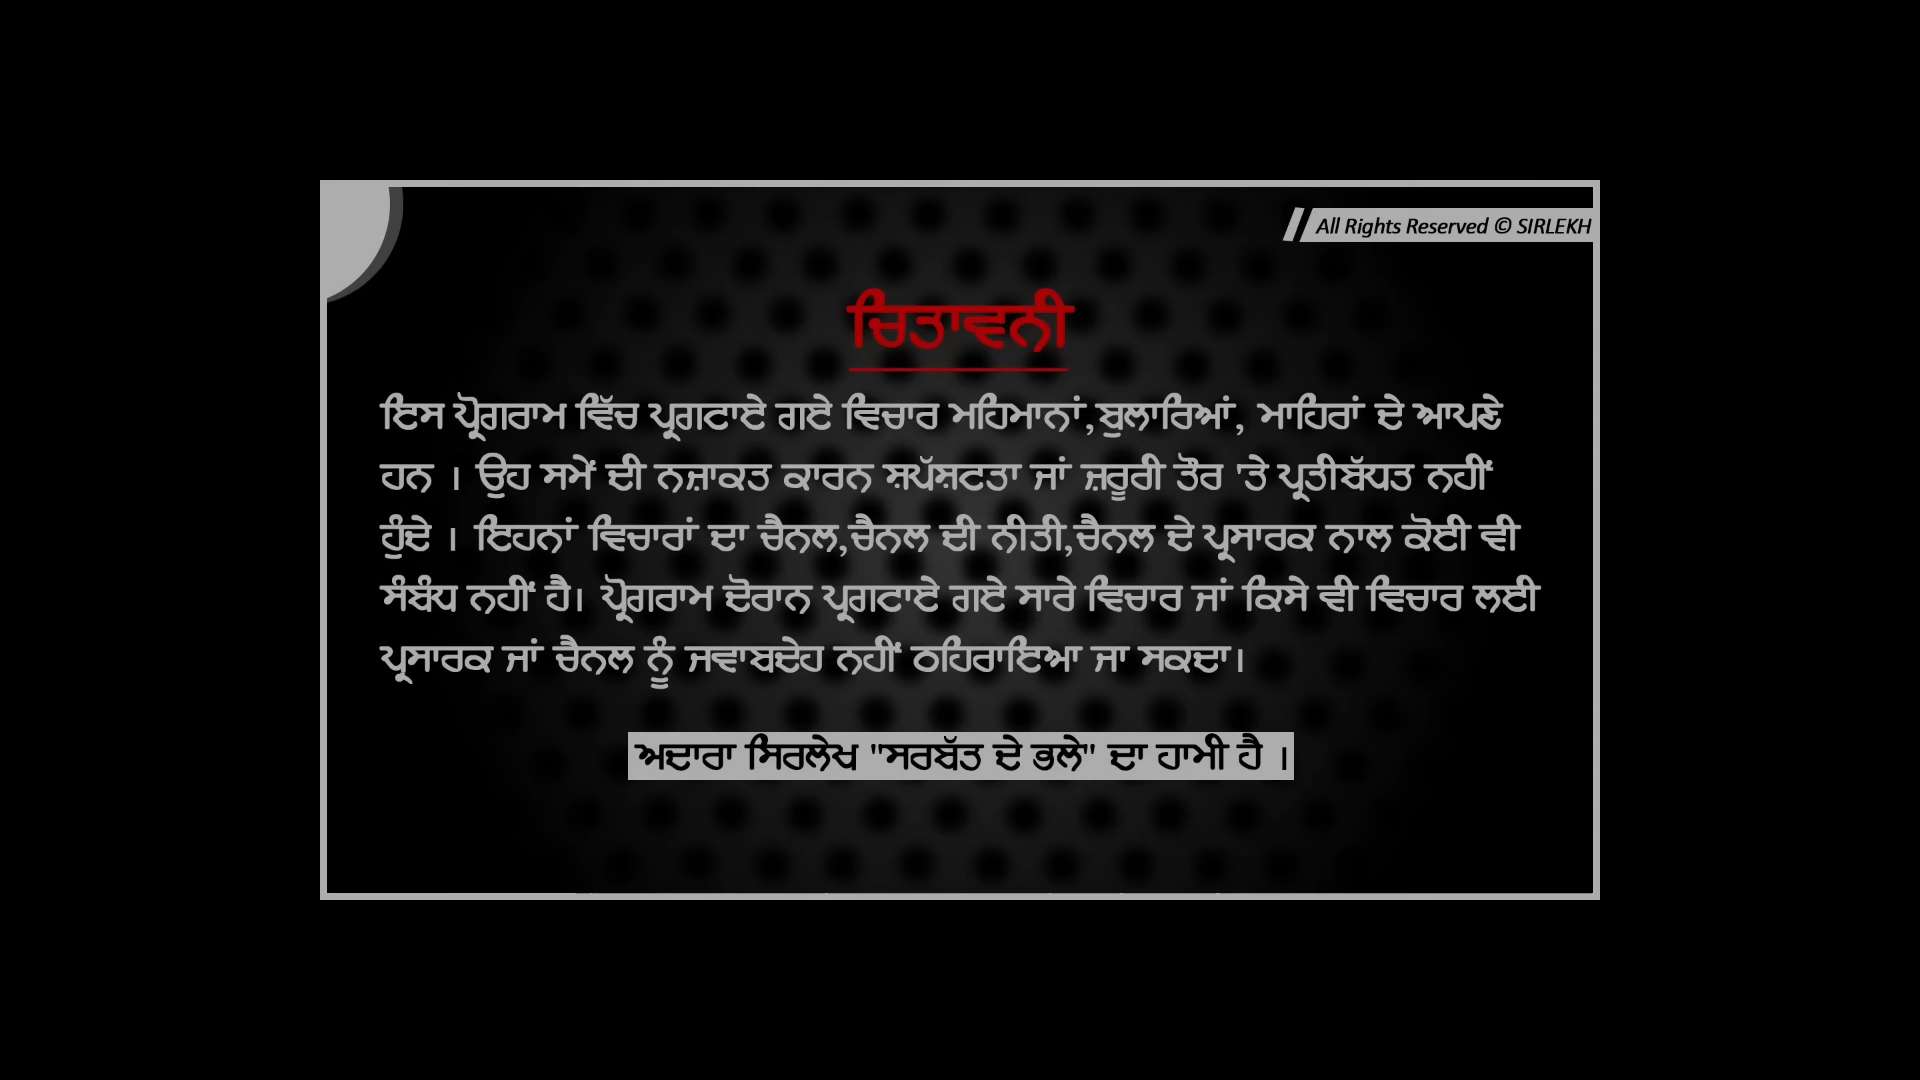 All Rights Reserved © SIRLEKH
ਚਿਤਾਵਨੀ
ਇਸ ਪ੍ਰੋਗਰਾਮ ਵਿੱਚ ਪ੍ਰਗਟਾਏ ਗਏ ਵਿਚਾਰ ਮਹਿਮਾਨਾਂ,ਬੁਲਾਰਿਆਂ, ਮਾਹਿਰਾਂ ਦੇ ਆਪਣੇ
ਹਨ । ਉਹ ਸਮੇਂ ਦੀ ਨਜ਼ਾਕਤ ਕਾਰਨ ਸ਼ਪੱਸ਼ਟਤਾ ਜਾਂ ਜ਼ਰੂਰੀ ਤੌਰ 'ਤੇ ਪ੍ਰਤੀਬੱਧਤ ਨਹੀਂ
ਹੁੰਦੇ । ਇਹਨਾਂ ਵਿਚਾਰਾਂ ਦਾ ਚੈਨਲ,ਚੈਨਲ ਦੀ ਨੀਤੀ,ਚੈਨਲ ਦੇ ਪ੍ਰਸਾਰਕ ਨਾਲ ਕੋਈ ਵੀ
ਸੰਬੰਧ ਨਹੀਂ ਹੈ। ਪ੍ਰੋਗਰਾਮ ਦੋਰਾਨ ਪ੍ਰਗਟਾਏ ਗਏ ਸਾਰੇ ਵਿਚਾਰ ਜਾਂ ਕਿਸੇ ਵੀ ਵਿਚਾਰ ਲਈ
ਪ੍ਰਸਾਰਕ ਜਾਂ ਚੈਨਲ ਨੂੰ ਜਵਾਬਦੇਹ ਨਹੀਂ ਠਹਿਰਾਇਆ ਜਾ ਸਕਦਾ।
ਅਦਾਰਾ ਸਿਰਲੇਖ "ਸਰਬੱਤ ਦੇ ਭਲੇ" ਦਾ ਹਾਮੀ ਹੈ ।